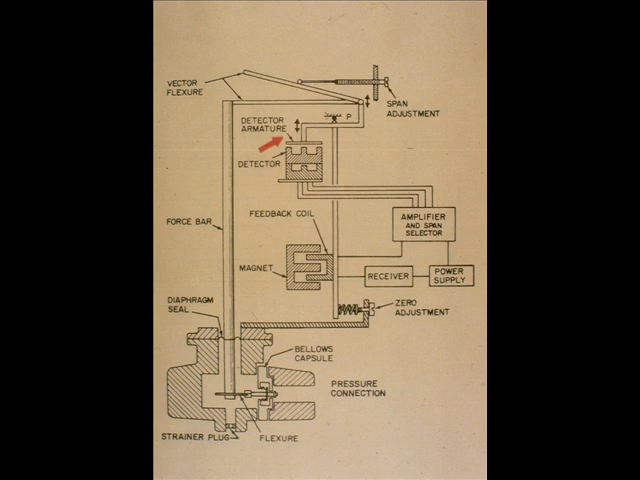 VECTOR
FLEXURE
SPAN
ADJUSTMENT
P
DETECTOR
ARMATURE
DETECTOR
FORCE BAR
FEEDBACK COIL
AMPLIFIER
AND SPAN
SELECTOR
MAGNET
RECEIVER
POWER
SUPPLY
DIAPHRAGM
SEAL
ZERO
ADJUSTMENT
BELLOWS
CAPSULE
PRESSURE
CONNECTION
STRAINER PLUG
FLEXURE